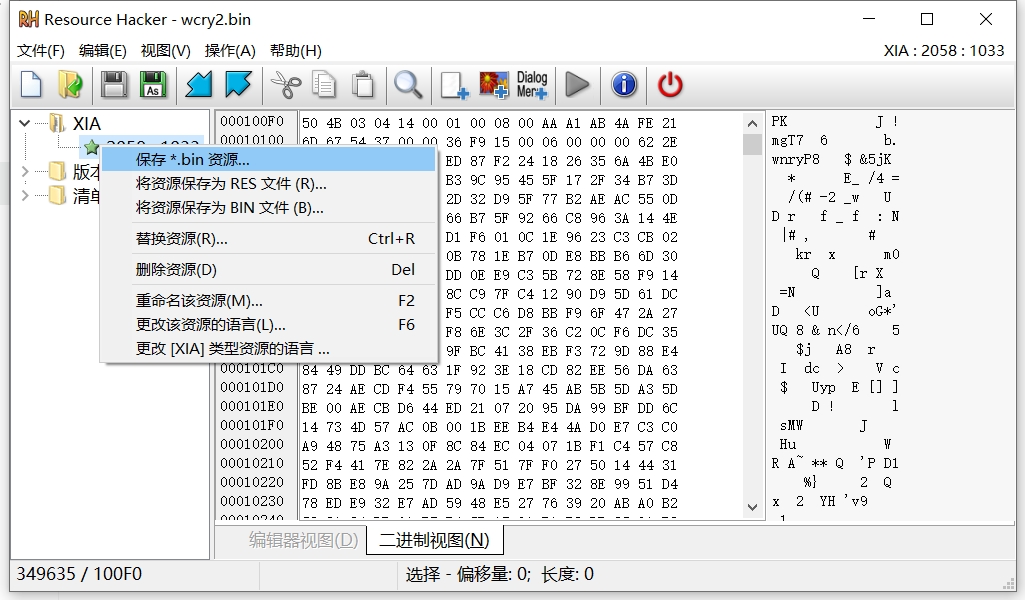 Resource Hacker - wcry2.bin
文件(F) 编辑(E) 视图(V) 操作(A) 帮助(H) XIA : 2058 : 1033
As Dialog Mer
XIA
版本
清单
保存 *.bin 资源...
将资源保存为 RES 文件 (R)...
将资源保存为 BIN 文件 (B)...
替换资源(R)... Ctrl+R
删除资源(D) Del
重命名该资源(M)... F2
更改该资源的语言(L)... F6
更改 [XIA] 类型资源的语言 ...
000100F0 50 4B 03 04 14 00 01 00 08 00 AA A1 AB 4A FE 21 PK J !
00010100 6D 67 54 37 00 00 36 F9 15 00 06 00 00 00 62 2E mgT7 6 b.
ED 87 F2 24 18 26 35 6A 4B E0 wnryP8 $ &5jK
B3 9C 95 45 5F 17 2F 34 B7 3D * E_ /4 =
2D 32 D9 5F 77 B2 AE AC 55 0D /(# -2 _w U
66 B7 5F 92 66 C8 96 3A 14 4E D r f _ f : N
D1 F6 01 0C 1E 96 23 C3 CB 02 |# , #
0B 78 1E B7 0D E8 BB B6 6D 30 kr x m0
DD 0E E9 C3 5B 72 8E 58 F9 14 Q [r X
8C C9 7F C4 12 90 D9 5D 61 DC =N ]a
F5 CC C6 D8 BB F9 6F 47 2A 27 D <U oG*'
F8 6E 3C 2F 36 C2 0C F6 DC 35 UQ 8 & n</6 5
9F BC 41 38 EB F3 72 9D 88 E4 $j A8 r
000101C0 84 49 DD BC 64 63 1F 92 3E 18 CD 82 EE 56 DA 63 I dc > V c
000101D0 87 24 AE CD F4 55 79 70 15 A7 45 AB 5B 5D A3 5D $ Uyp E [] ]
000101E0 BE 00 AE CB D6 44 ED 21 07 20 95 DA 99 BF DD 6C D ! l
000101F0 14 73 4D 57 AC 0B 00 1B EE B4 E4 4A D0 E7 C3 C0 sMW J
00010200 A9 48 75 A3 13 0F 8C 84 EC 04 07 1B F1 C4 57 C8 Hu W
00010210 52 F4 41 7E 82 2A 2A 7F 51 7F F0 27 50 14 44 31 R A~ ** Q 'P D1
00010220 FD 8B E8 9A 25 7D AD 9A D9 E7 BF 32 8E 99 51 D4 %} 2 Q
00010230 78 ED E9 32 E7 AD 59 48 E5 27 76 39 20 AB A0 B2 x 2 YH 'v9
00010240
编辑器视图(D) 二进制视图(N)
349635 / 100F0 选择 - 偏移量: 0; 长度: 0